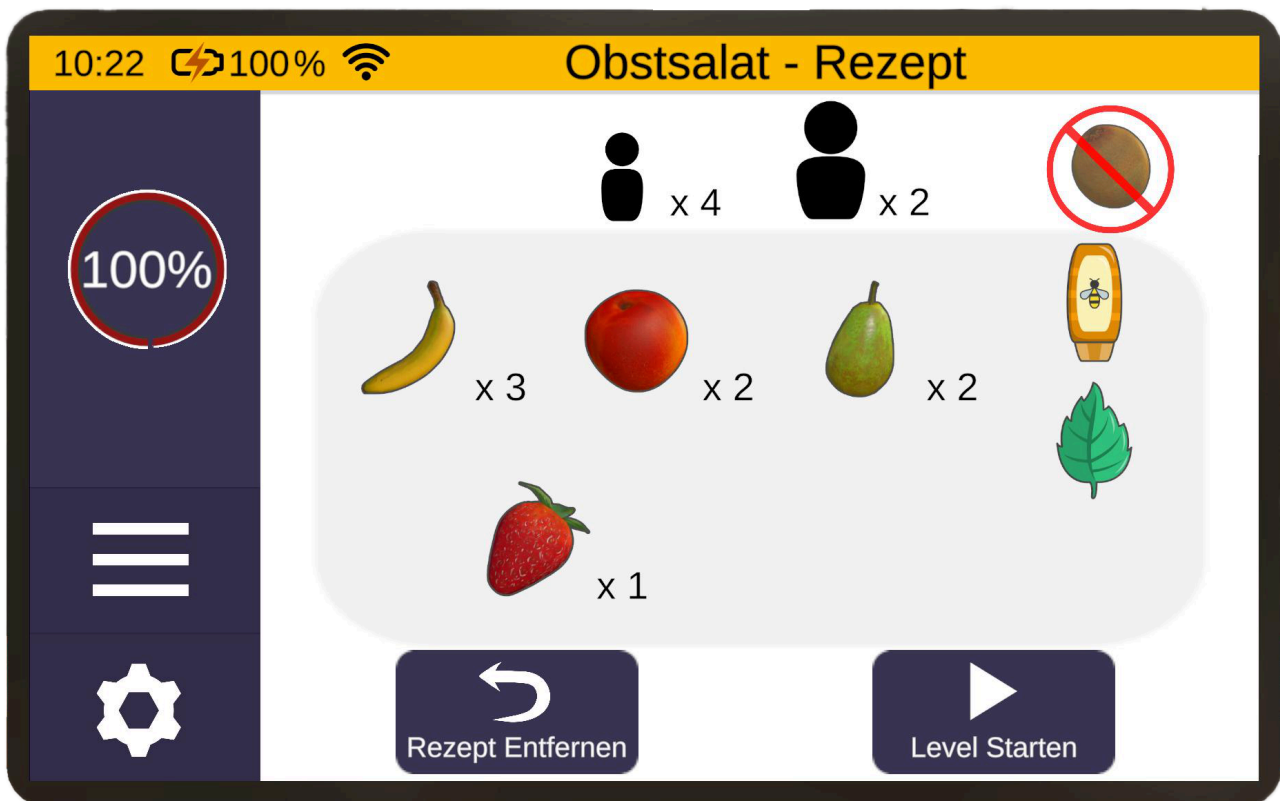 10:22 100% Obstsalat - Rezept
x 4 x 2
100%
x 3 x 2 x 2
x 1
Rezept Entfernen Level Starten